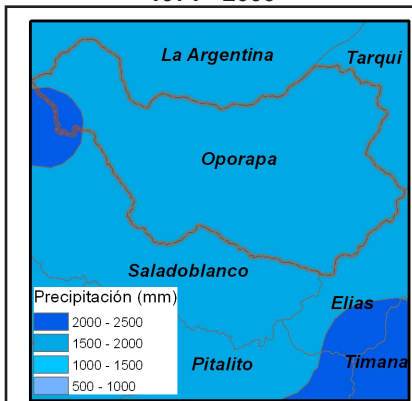 La Argentina
Tarqui
Oporapa
Saladoblanco
Elias
Pitalito
Timana
Precipitación (mm)
2000 - 2500
1500 - 2000
1000 - 1500
500 - 1000